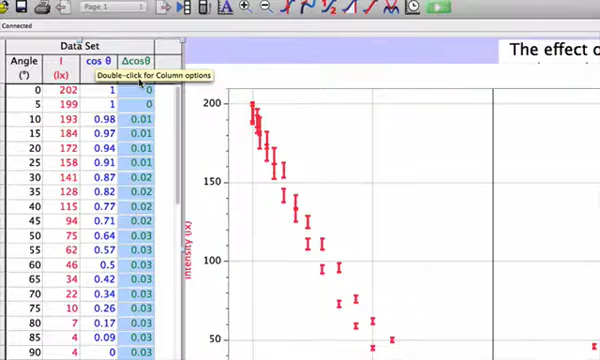 Page 1
Connected
Data Set
The effect o
Angle I cos θ Δcosθ
(°) (lx)
Double-click for Column options
0 202 1 0
5 199 1 0
10 193 0.98 0.01
15 184 0.97 0.01
20 172 0.94 0.01
25 158 0.91 0.01
30 141 0.87 0.02
35 128 0.82 0.02
40 115 0.77 0.02
45 94 0.71 0.02
50 75 0.64 0.03
55 62 0.57 0.03
60 46 0.5 0.03
65 34 0.42 0.03
70 22 0.34 0.03
75 10 0.26 0.03
80 7 0.17 0.03
85 4 0.09 0.03
90 4 0 0.03
200
150
100
50
Intensity (lx)